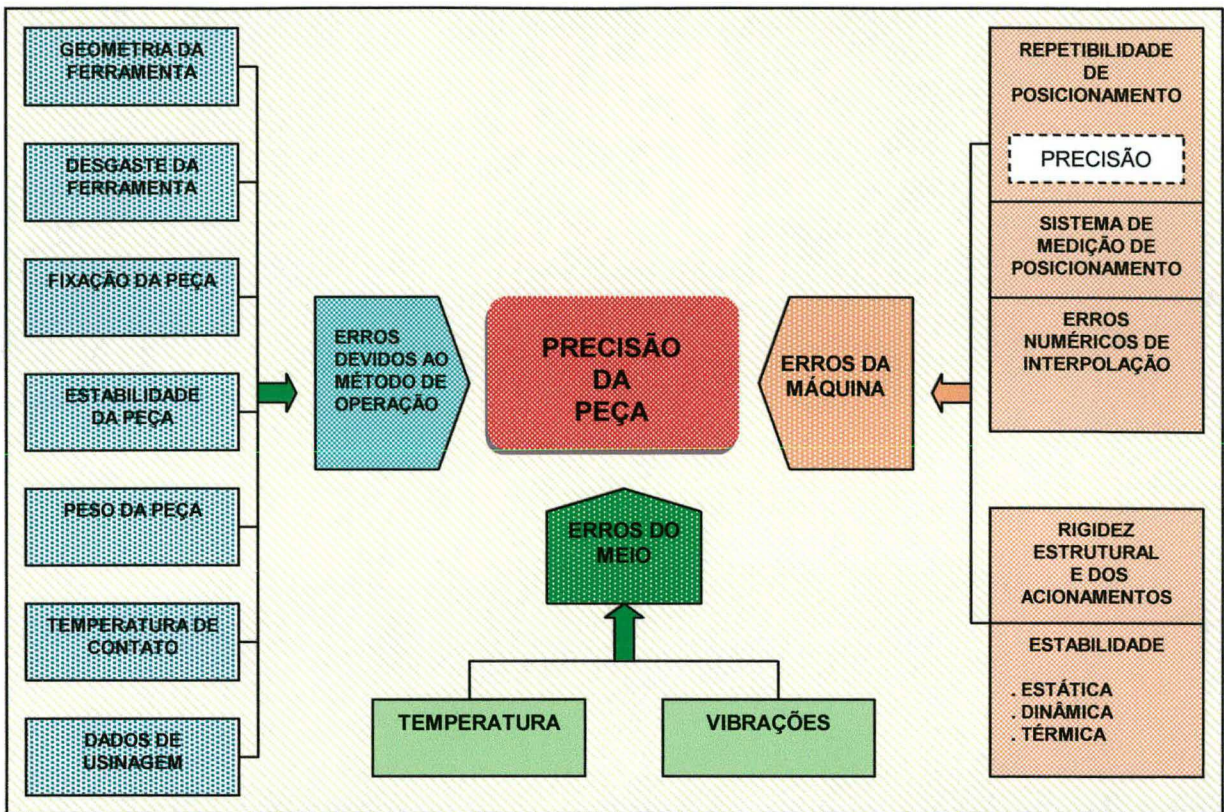 GEOMETRIA DA
FERRAMENTA
DESGASTE DA
FERRAMENTA
FIXAÇÃO DA PEÇA
ESTABILIDADE
DA PEÇA
PESO DA PEÇA
TEMPERATURA DE
CONTATO
DADOS DE
USINAGEM
ERROS
DEVIDOS AO
MÉTODO DE
OPERAÇÃO
PRECISÃO
DA
PEÇA
ERROS DO
MEIO
TEMPERATURA
VIBRAÇÕES
ERROS DA
MÁQUINA
REPETIBILIDADE
DE
POSICIONAMENTO
PRECISÃO
SISTEMA DE
MEDIÇÃO DE
POSICIONAMENTO
ERROS
NUMÉRICOS DE
INTERPOLAÇÃO
RIGIDEZ
ESTRUTURAL
E DOS
ACIONAMENTOS
ESTABILIDADE
. ESTÁTICA
. DINÂMICA
. TÉRMICA